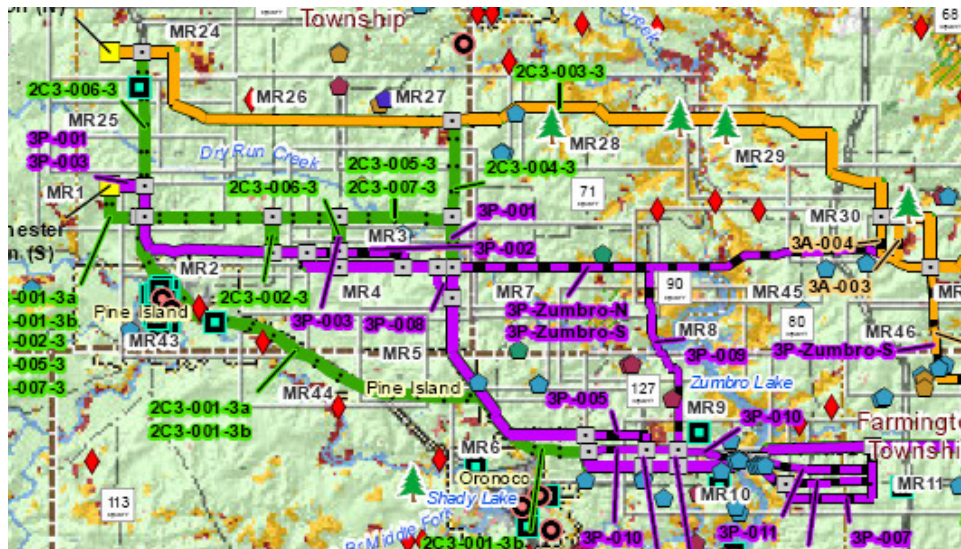 MR24
Township
68
2C3-006-3
MR26
MR27
2C3-003-3
MR25
3P-001
3P-003
Dry Run Creek
Creek
MR28
MR29
2C3-005-3
2C3-004-3
MR1
2C3-006-3
2C3-007-3
71
3P-001
MR30
3A-004
MR3
3P-002
(S)
MR2
2C3-002-3
MR4
MR7
90
MR45
3A-003
-001-3a
-001-3b
-002-3
-005-3
-007-3
Pine Island
3P-003
3P-008
3P-Zumbro-N
3P-Zumbro-S
80
MR43
MR5
MR8
MR46
3P-009
3P-Zumbro-S
Pine Island
127
Zumbro Lake
MR44
2C3-001-3a
2C3-001-3b
3P-005
MR9
3P-010
Farmingt
Townshi
MR6
Oronoco
Shady Lake
MR10
MR11
113
Middle Fork
2C3-001-3b
3P-010
3P-011
3P-007